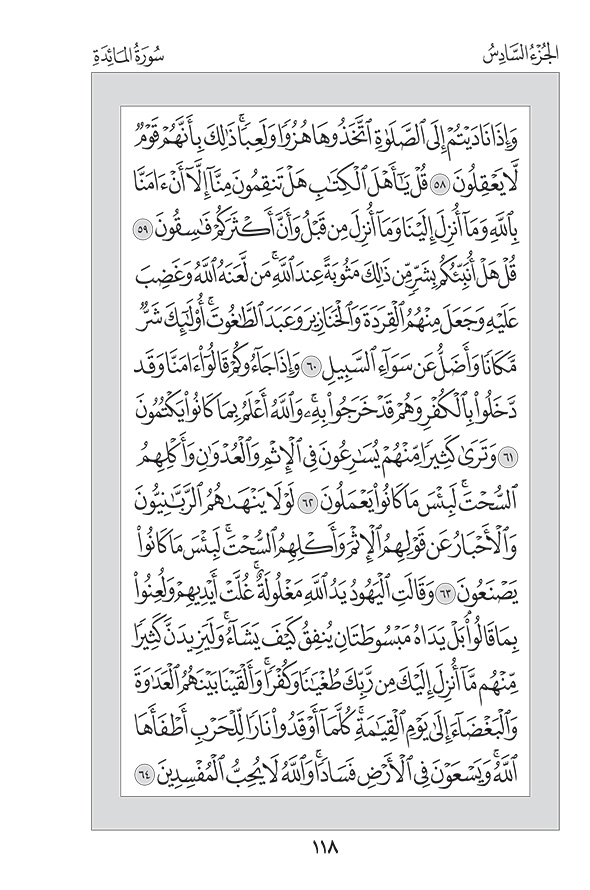 الجُزْءُ السَّادِسُ
سُورَةُ المَائِدَةِ
وَإِذَا نَادَيْتُمْ إِلَى ٱلصَّلَوٰةِ ٱتَّخَذُوهَا هُزُوًا وَلَعِبًا ۚ ذَٰلِكَ بِأَنَّهُمْ قَوْمٌ
لَّا يَعْقِلُونَ ٥٨ قُلْ يَـٰٓأَهْلَ ٱلْكِتَـٰبِ هَلْ تَنقِمُونَ مِنَّآ إِلَّآ أَنْ ءَامَنَّا
بِٱللَّهِ وَمَآ أُنزِلَ إِلَيْنَا وَمَآ أُنزِلَ مِن قَبْلُ وَأَنَّ أَكْثَرَكُمْ فَـٰسِقُونَ ٥٩
قُلْ هَلْ أُنَبِّئُكُم بِشَرٍّ مِّن ذَٰلِكَ مَثُوبَةً عِندَ ٱللَّهِ ۚ مَن لَّعَنَهُ ٱللَّهُ وَغَضِبَ
عَلَيْهِ وَجَعَلَ مِنْهُمُ ٱلْقِرَدَةَ وَٱلْخَنَازِيرَ وَعَبَدَ ٱلطَّـٰغُوتَ ۚ أُو۟لَـٰٓئِكَ شَرٌّ
مَّكَانًا وَأَضَلُّ عَن سَوَآءِ ٱلسَّبِيلِ ٦٠ وَإِذَا جَآءُوكُمْ قَالُوٓا۟ ءَامَنَّا وَقَد
دَّخَلُوا۟ بِٱلْكُفْرِ وَهُمْ قَدْ خَرَجُوا۟ بِهِۦ ۚ وَٱللَّهُ أَعْلَمُ بِمَا كَانُوا۟ يَكْتُمُونَ
٦١ وَتَرَىٰ كَثِيرًا مِّنْهُمْ يُسَـٰرِعُونَ فِى ٱلْإِثْمِ وَٱلْعُدْوَٰنِ وَأَكْلِهِمُ
ٱلسُّحْتَ ۚ لَبِئْسَ مَا كَانُوا۟ يَعْمَلُونَ ٦٢ لَوْلَا يَنْهَىٰهُمُ ٱلرَّبَّـٰنِيُّونَ
وَٱلْأَحْبَارُ عَن قَوْلِهِمُ ٱلْإِثْمَ وَأَكْلِهِمُ ٱلسُّحْتَ ۚ لَبِئْسَ مَا كَانُوا۟
يَصْنَعُونَ ٦٣ وَقَالَتِ ٱلْيَهُودُ يَدُ ٱللَّهِ مَغْلُولَةٌ ۚ غُلَّتْ أَيْدِيهِمْ وَلُعِنُوا۟
بِمَا قَالُوا۟ ۘ بَلْ يَدَاهُ مَبْسُوطَتَانِ يُنفِقُ كَيْفَ يَشَآءُ ۚ وَلَيَزِيدَنَّ كَثِيرًا
مِّنْهُم مَّآ أُنزِلَ إِلَيْكَ مِن رَّبِّكَ طُغْيَـٰنًا وَكُفْرًا ۚ وَأَلْقَيْنَا بَيْنَهُمُ ٱلْعَدَٰوَةَ
وَٱلْبَغْضَآءَ إِلَىٰ يَوْمِ ٱلْقِيَـٰمَةِ ۚ كُلَّمَآ أَوْقَدُوا۟ نَارًا لِّلْحَرْبِ أَطْفَأَهَا
ٱللَّهُ ۚ وَيَسْعَوْنَ فِى ٱلْأَرْضِ فَسَادًا ۚ وَٱللَّهُ لَا يُحِبُّ ٱلْمُفْسِدِينَ ٦٤
١١٨